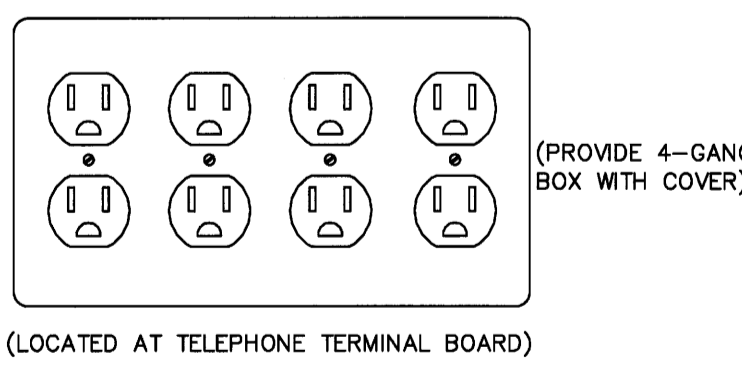 (PROVIDE 4-GANG
BOX WITH COVER)
(LOCATED AT TELEPHONE TERMINAL BOARD)